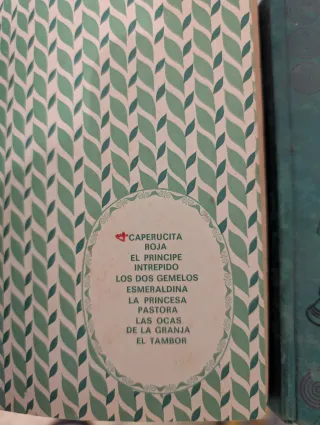 CAPERUCITA
ROJA
EL PRINCIPE
INTREPIDO
LOS DOS GEMELOS
ESMERALDINA
LA PRINCESA
PASTORA
LAS OCAS
DE LA GRANJA
EL TAMBOR